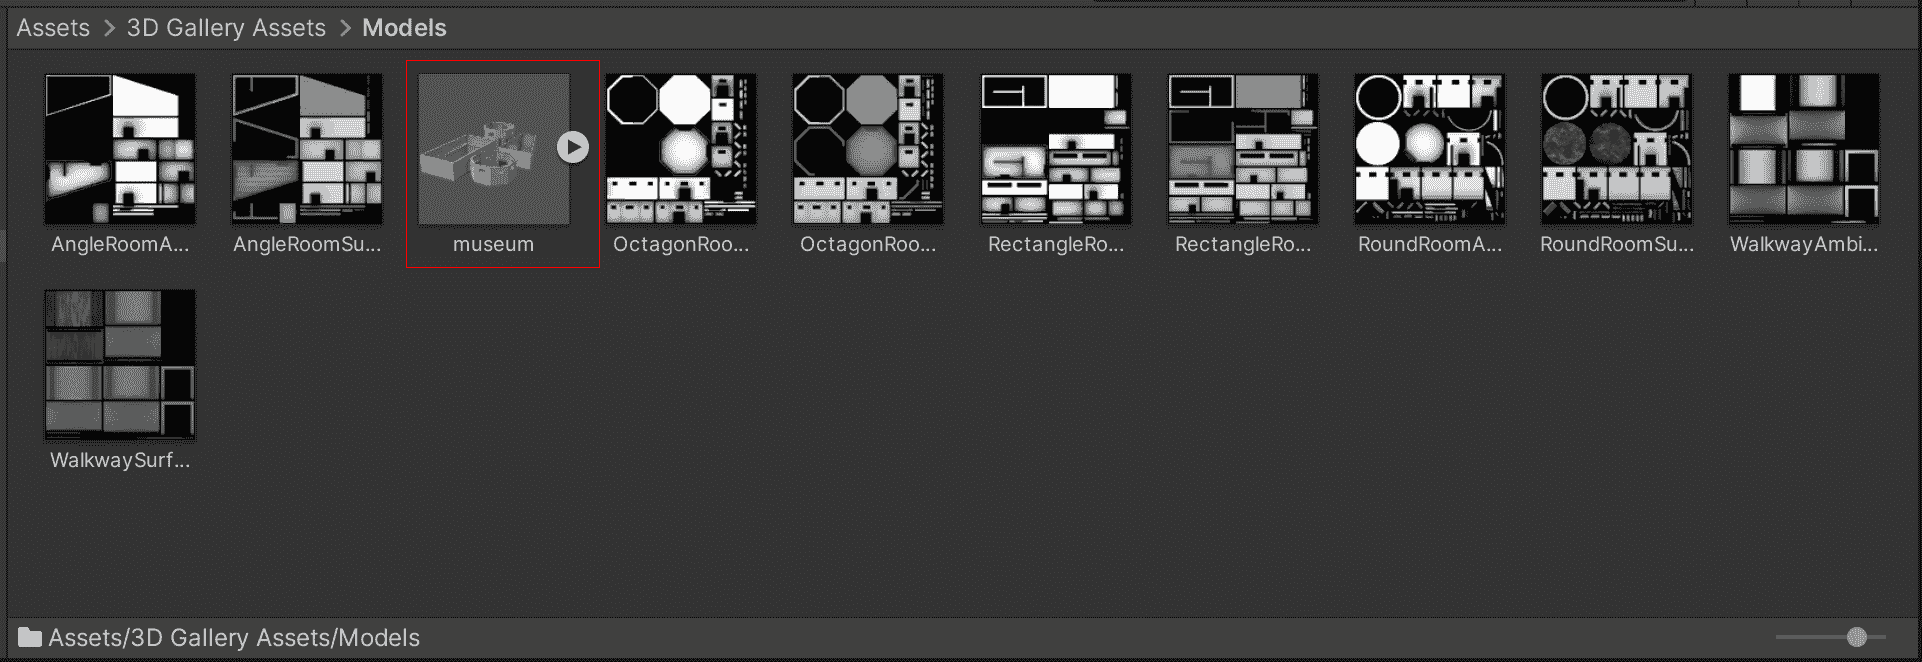 Assets > 3D Gallery Assets > Models
AngleRoomA...
AngleRoomSu...
museum
OctagonRoo...
OctagonRoo...
RectangleRo...
RectangleRo...
RoundRoomA...
RoundRoomSu...
WalkwayAmbi...
WalkwaySurf...
Assets/3D Gallery Assets/Models